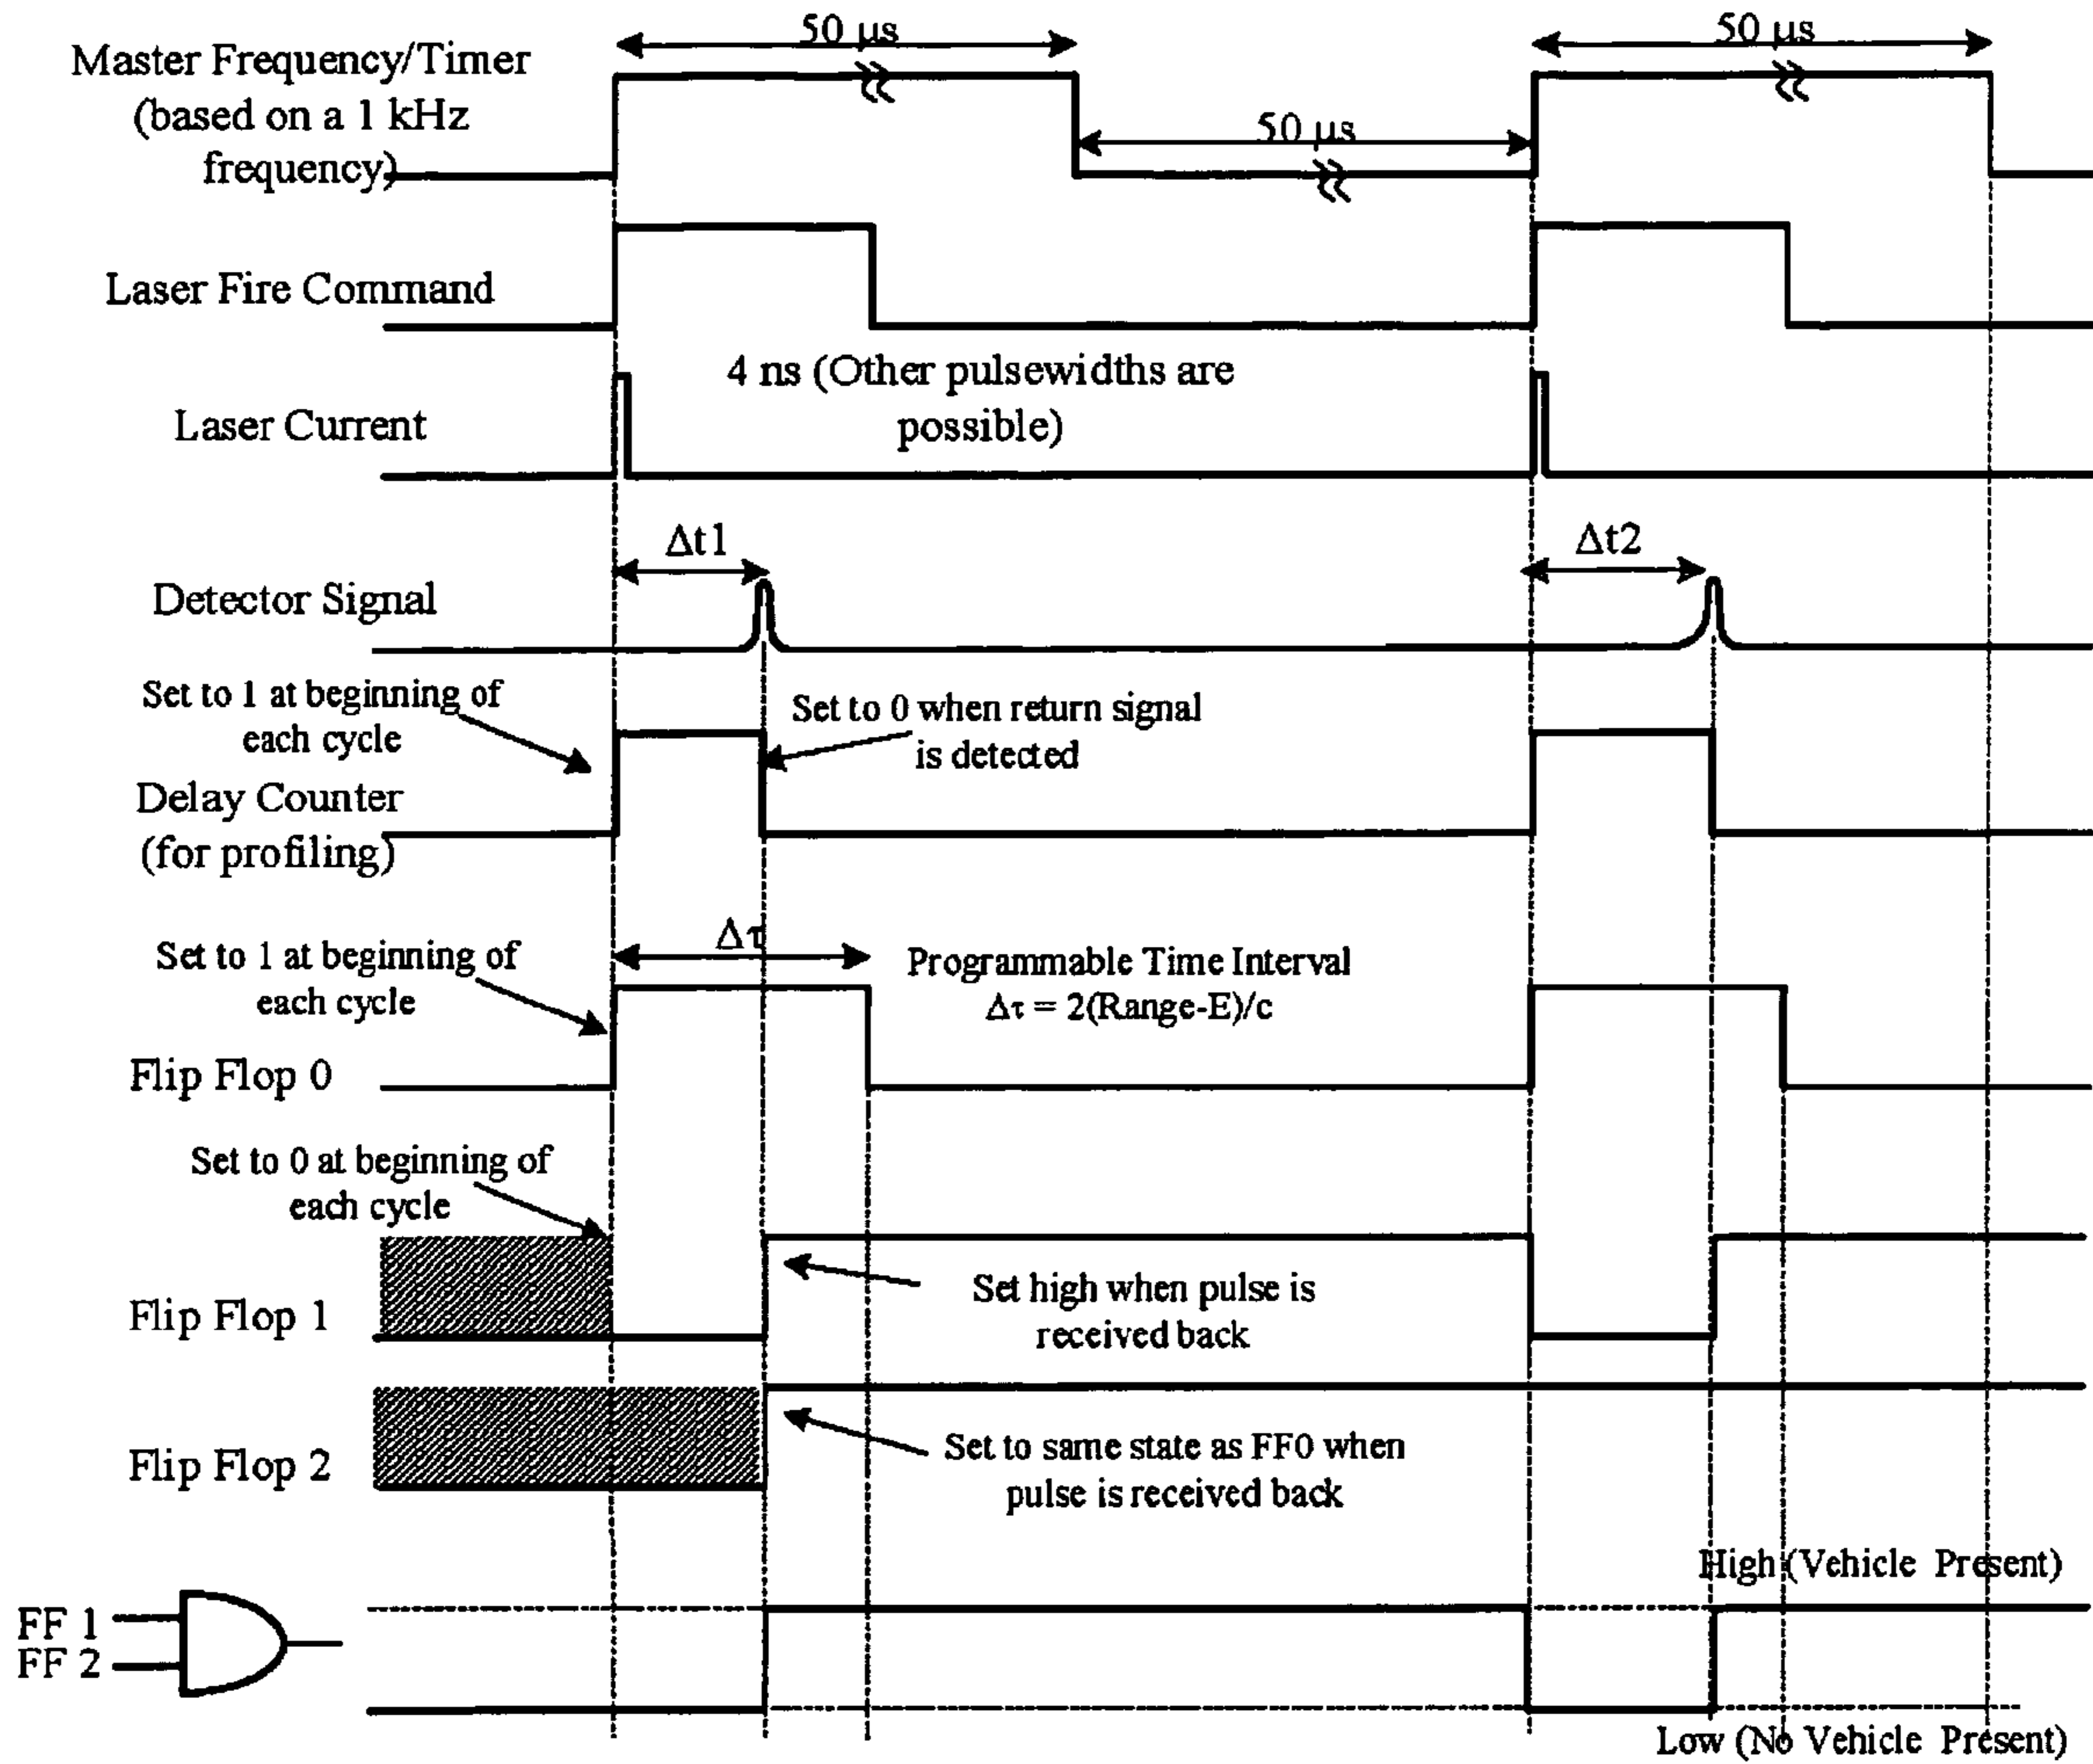 50 µs
50 µs
Master Frequency/Timer
(based on a 1 kHz
frequency)
50 µs
Laser Fire Command
4 ns (Other pulsewidths are
possible)
Laser Current
Δt1
Δt2
Detector Signal
Set to 1 at beginning of
each cycle
Set to 0 when return signal
is detected
Delay Counter
(for profiling)
Δτ
Set to 1 at beginning of
each cycle
Programmable Time Interval
Δτ = 2(Range-E)/c
Flip Flop 0
Set to 0 at beginning of
each cycle
Set high when pulse is
received back
Flip Flop 1
Set to same state as FF0 when
pulse is received back
Flip Flop 2
High (Vehicle Present)
FF 1
FF 2
Low (No Vehicle Present)